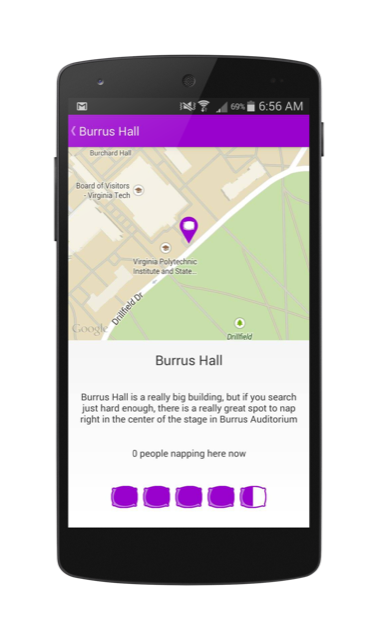 69% 6:56 AM
Burrus Hall
Burchard Hall
Board of Visitors
- Virginia Tech
Virginia Polytechnic
Institute and State...
Drillfield Dr
Google
Drillfield
Burrus Hall
Burrus Hall is a really big building, but if you search
just hard enough, there is a really great spot to nap
right in the center of the stage in Burrus Auditorium
0 people napping here now